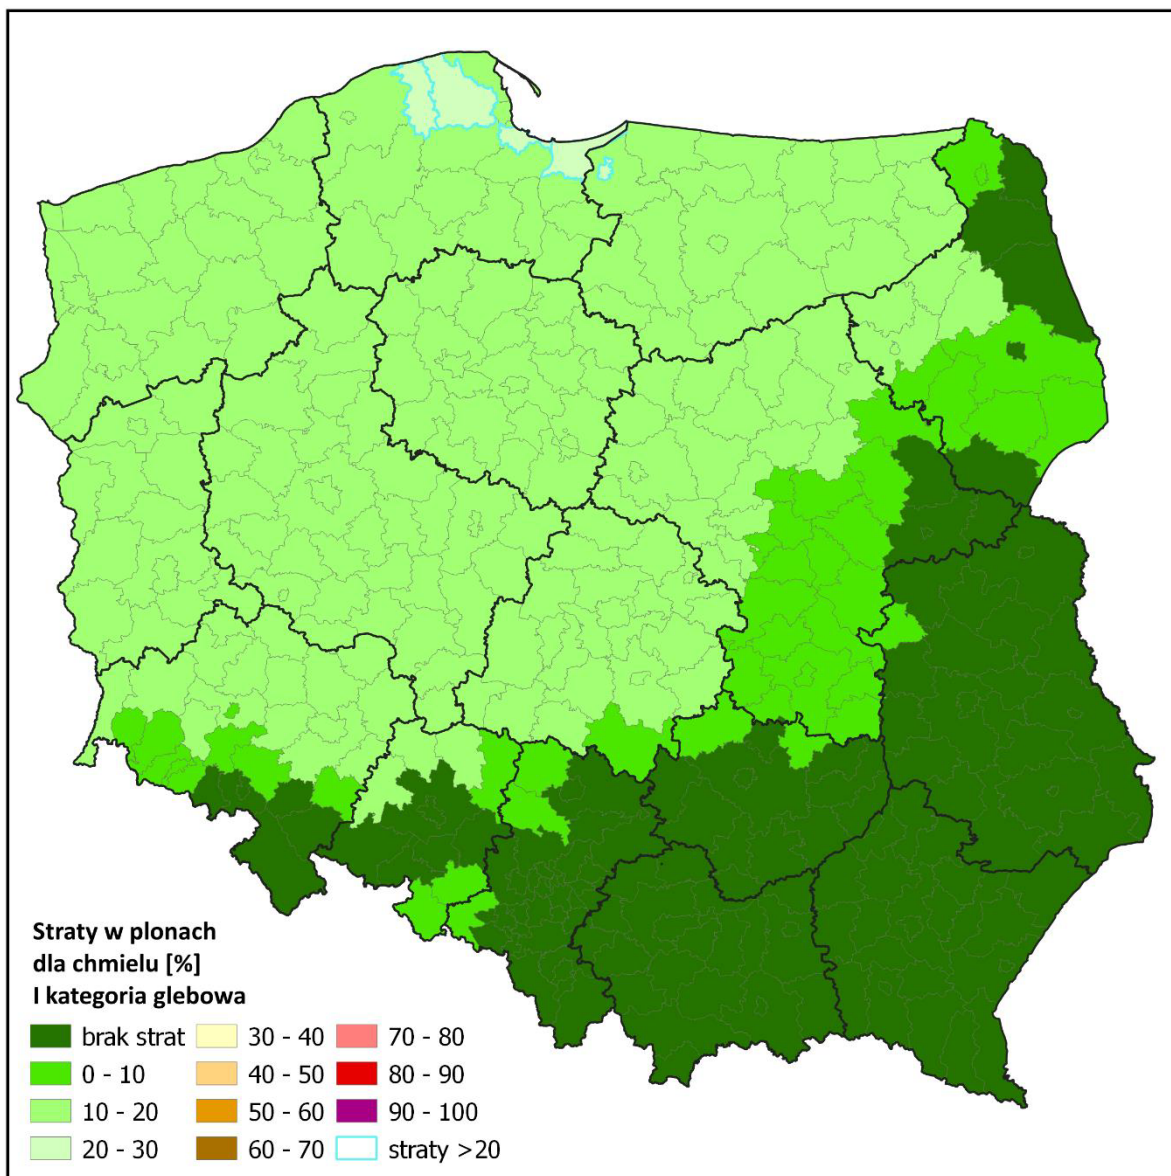 Straty w plonach
dla chmielu [%]
I kategoria glebowa
brak strat
0 - 10
10 - 20
20 - 30
30 - 40
40 - 50
50 - 60
60 - 70
70 - 80
80 - 90
90 - 100
straty >20